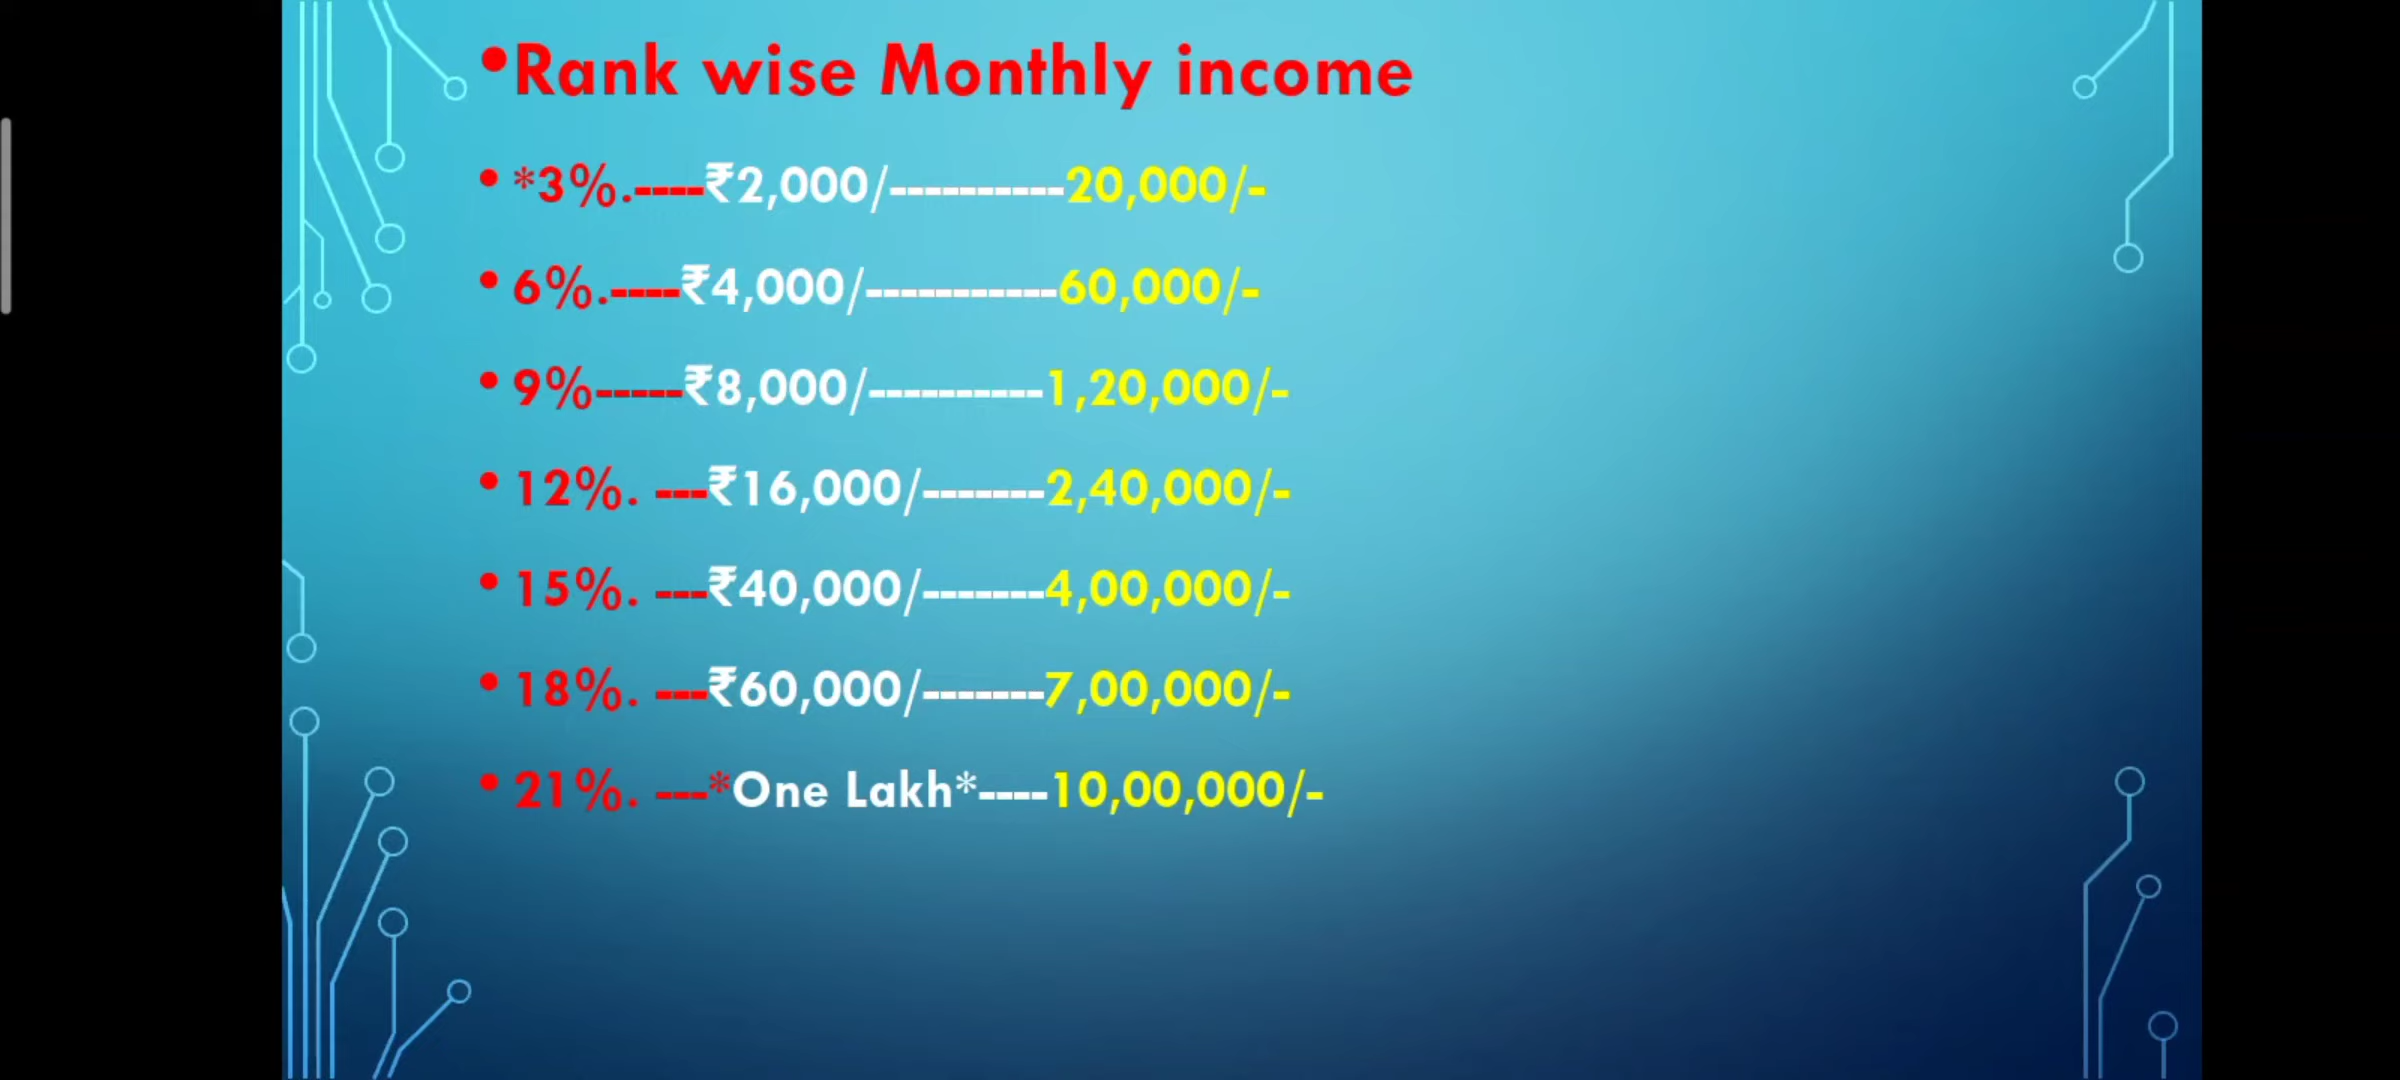 •Rank wise Monthly income
• *3%.----₹2,000/----------20,000/-
• 6%.----₹4,000/-----------60,000/-
• 9%-----₹8,000/----------1,20,000/-
• 12%. ---₹16,000/-------2,40,000/-
• 15%. ---₹40,000/-------4,00,000/-
• 18%. ---₹60,000/-------7,00,000/-
• 21%. ---*One Lakh*----10,00,000/-